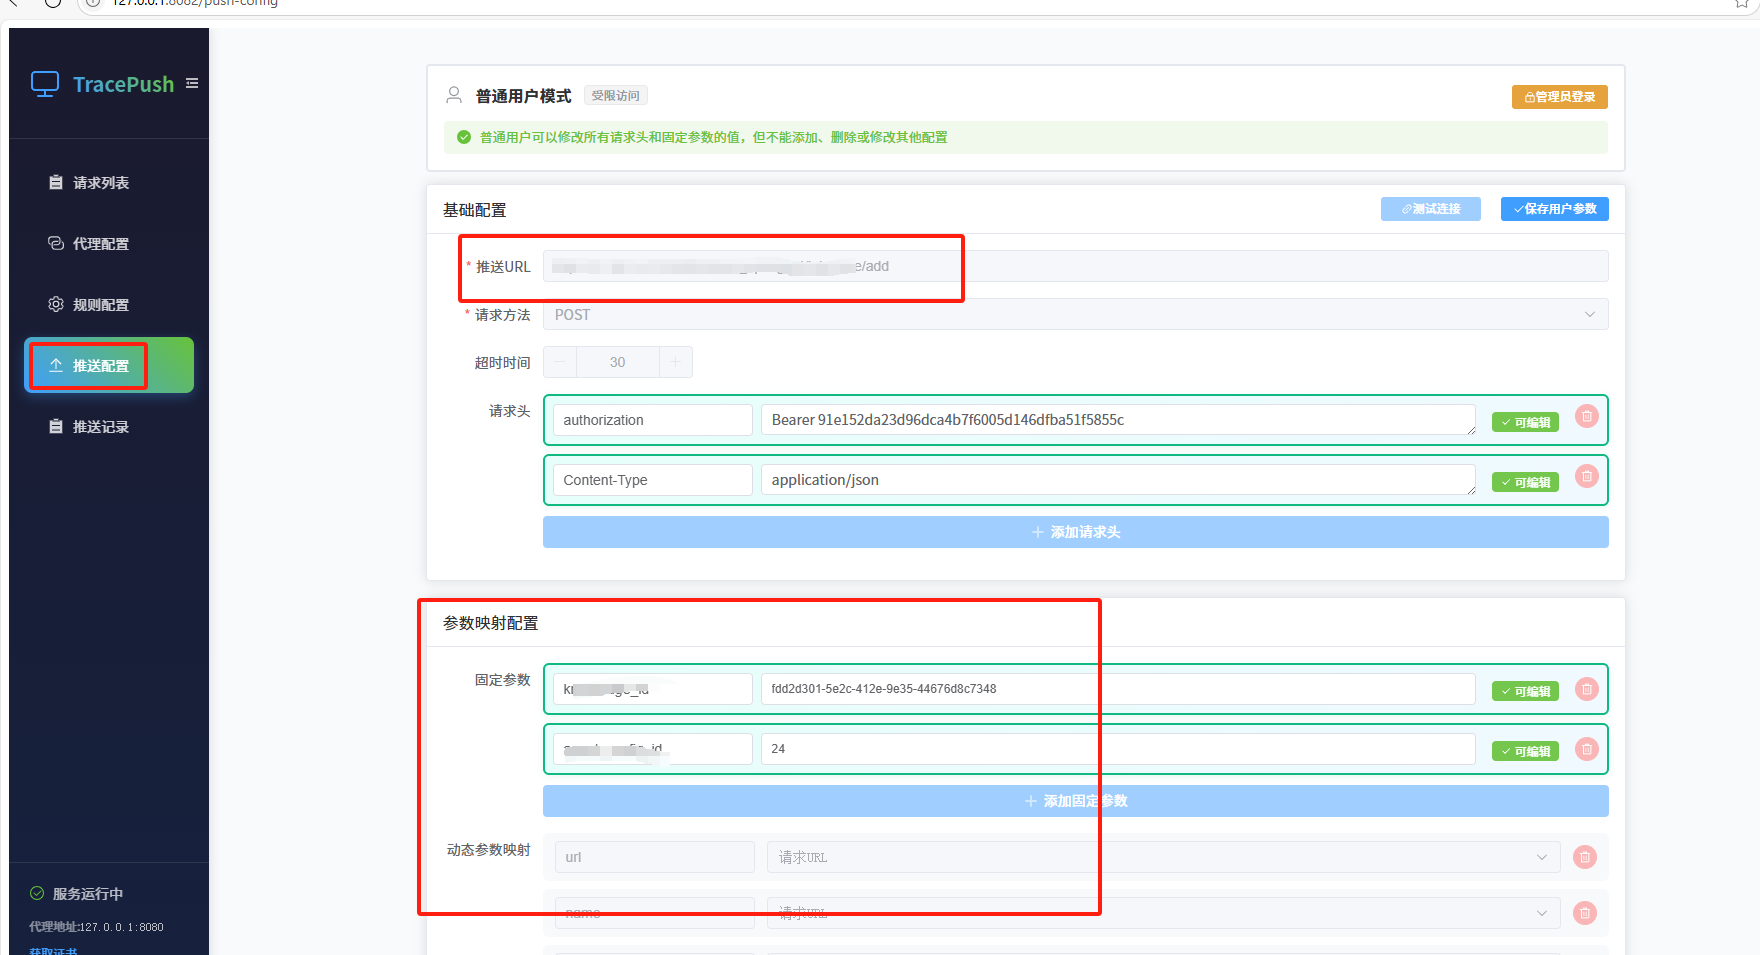 127.0.0.1:8082/push-config
TracePush
请求列表
代理配置
规则配置
推送配置
推送记录
服务运行中
代理地址:127.0.0.1:8080
获取证书
普通用户模式 受限访问
管理员登录
普通用户可以修改所有请求头和固定参数的值，但不能添加、删除或修改其他配置
基础配置
测试连接
保存用户参数
* 推送URL
e/add
* 请求方法 POST
超时时间 30
请求头 authorization Bearer 91e152da23d96dca4b7f6005d146dfba51f5855c 可编辑
Content-Type application/json 可编辑
添加请求头
参数映射配置
固定参数 fdd2d301-5e2c-412e-9e35-44676d8c7348 可编辑
_id 24 可编辑
添加固定参数
动态参数映射 url 请求URL
name 请求URL